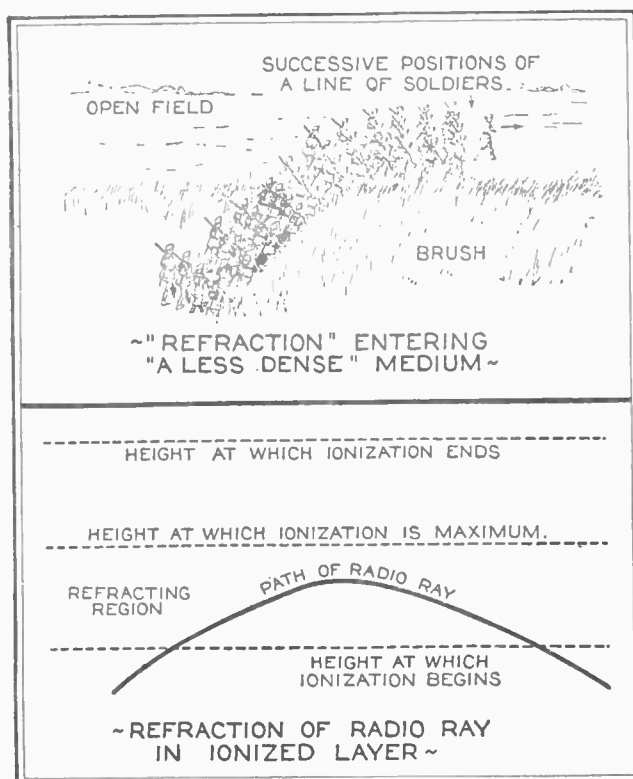 SUCCESSIVE POSITIONS OF
A LINE OF SOLDIERS.
OPEN FIELD
BRUSH
~"REFRACTION" ENTERING
"A LESS DENSE" MEDIUM~
HEIGHT AT WHICH IONIZATION ENDS
HEIGHT AT WHICH IONIZATION IS MAXIMUM.
PATH OF RADIO RAY
REFRACTING
REGION
HEIGHT AT WHICH
IONIZATION BEGINS
~REFRACTION OF RADIO RAY
IN IONIZED LAYER~